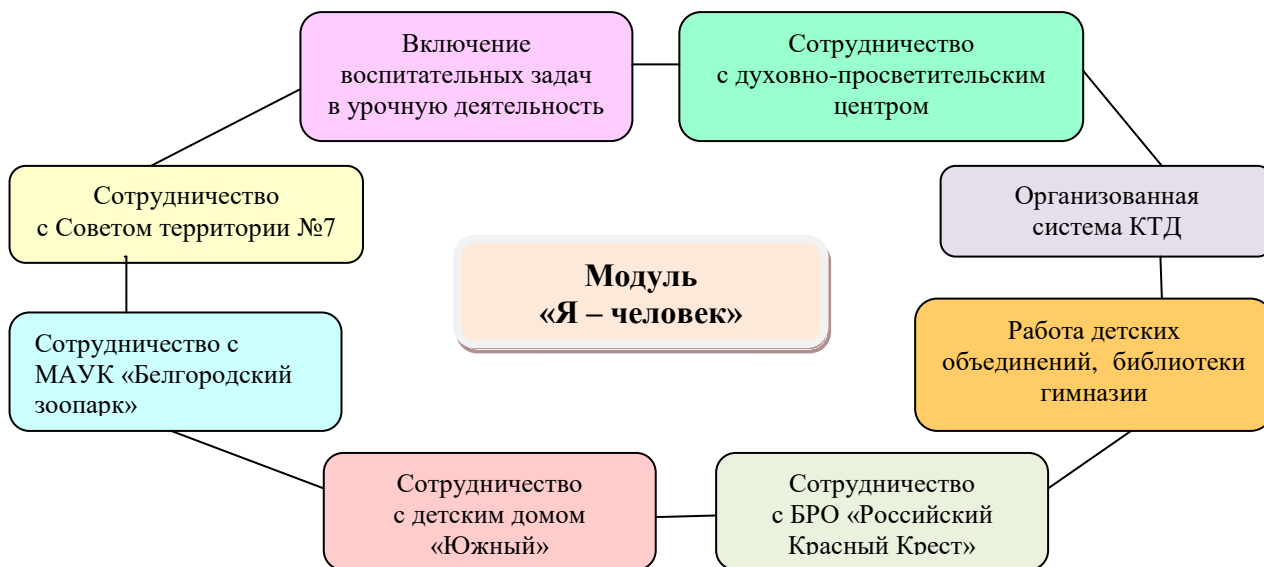 Включение
воспитательных задач
в урочную деятельность
Сотрудничество
с духовно-просветительским
центром
Сотрудничество
с Советом территории №7
.
Организованная
система КТД
Модуль
«Я – человек»
Сотрудничество с
МАУК «Белгородский
зоопарк»
Работа детских
объединений, библиотеки
гимназии
Сотрудничество
с детским домом
«Южный»
Сотрудничество
с БРО «Российский
Красный Крест»